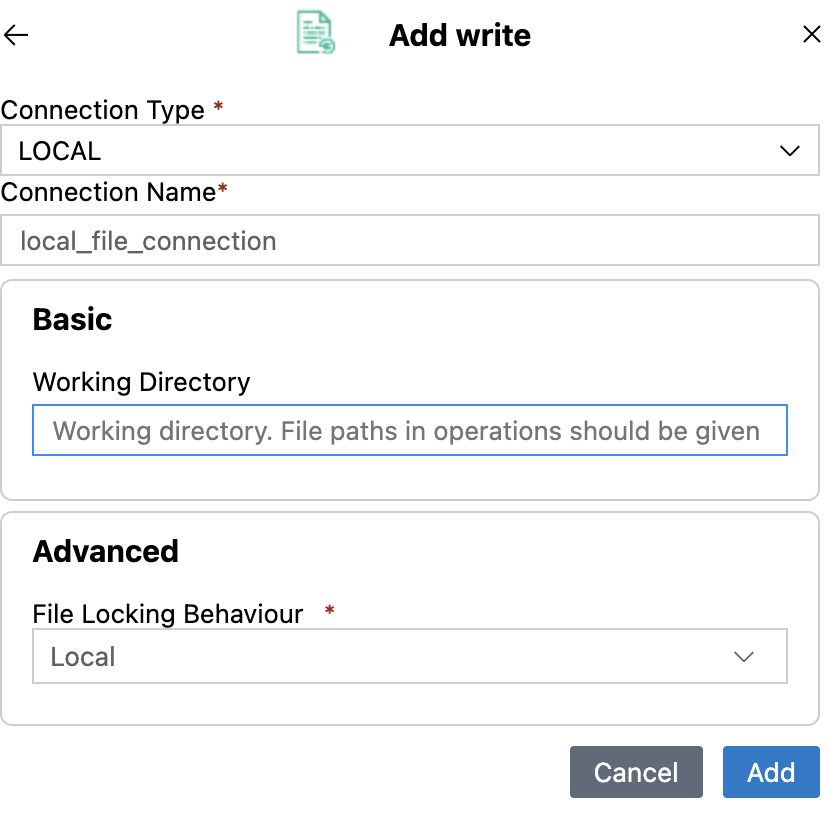 Add write
Connection Type *
LOCAL
Connection Name*
local_file_connection
Basic
Working Directory
Working directory. File paths in operations should be given
Advanced
File Locking Behaviour *
Local
Cancel
Add